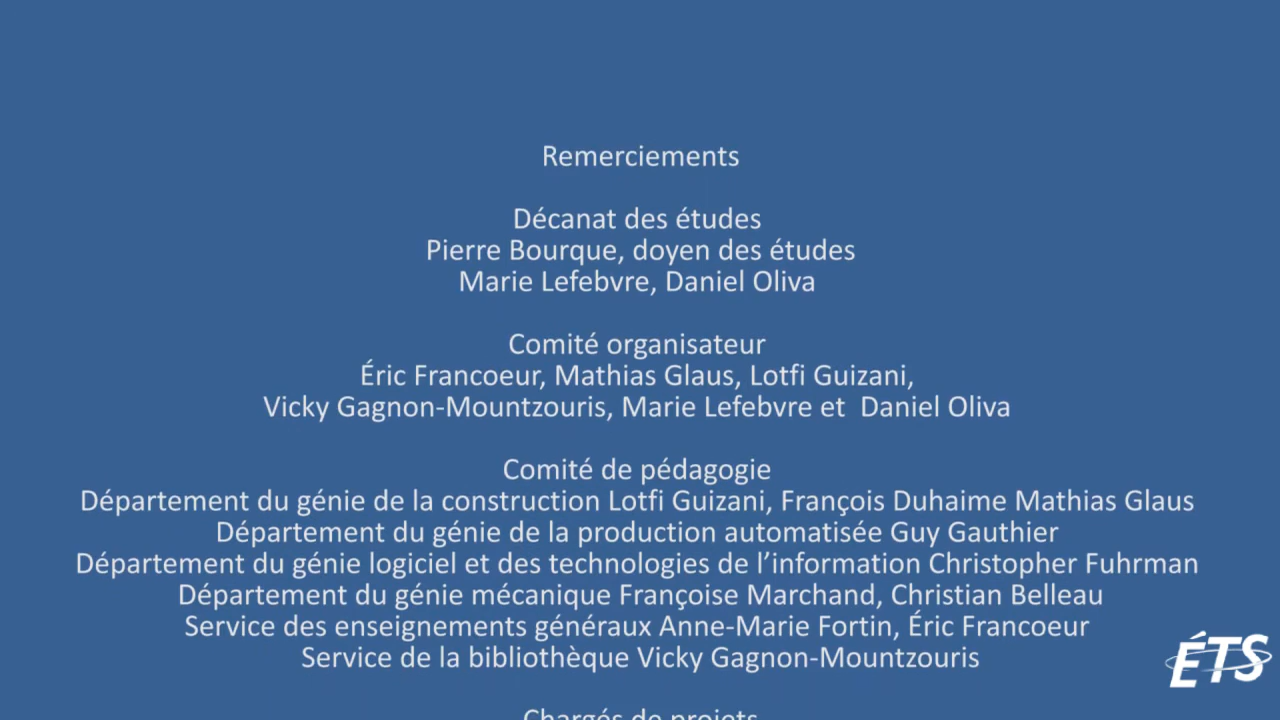 Remerciements
Décanat des études
Pierre Bourque, doyen des études
Marie Lefebvre, Daniel Oliva
Comité organisateur
Éric Francoeur, Mathias Glaus, Lotfi Guizani,
Vicky Gagnon-Mountzouris, Marie Lefebvre et  Daniel Oliva
Comité de pédagogie
Département du génie de la construction Lotfi Guizani, François Duhaime Mathias Glaus
Département du génie de la production automatisée Guy Gauthier
Département du génie logiciel et des technologies de l’information Christopher Fuhrman
Département du génie mécanique Françoise Marchand, Christian Belleau
Service des enseignements généraux Anne-Marie Fortin, Éric Francoeur
Service de la bibliothèque Vicky Gagnon-Mountzouris
ÉTS
Chargés de projets